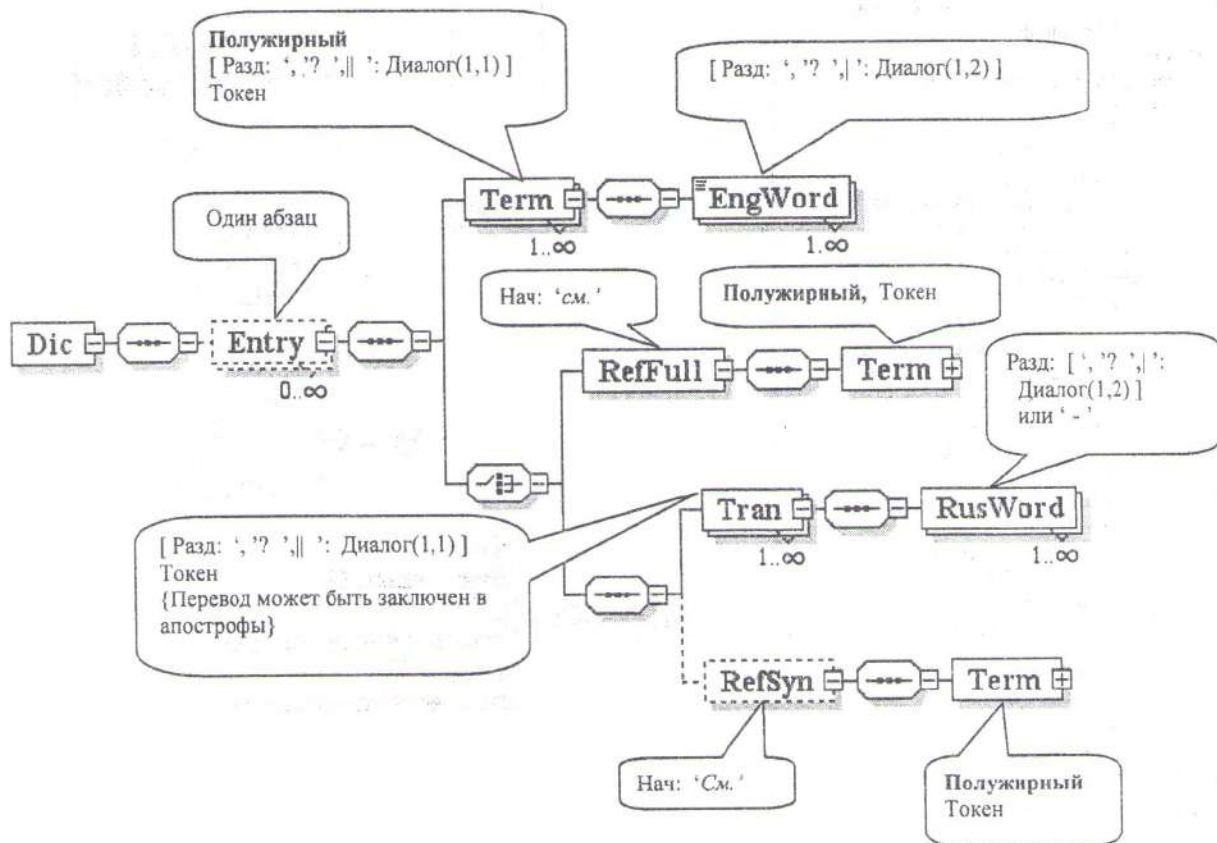 Полужирный
[ Разд: ‘, ’? ’,|| ’: Диалог(1,1) ]
Токен
[ Разд: ‘, ’? ’,| ’: Диалог(1,2) ]
Один абзац
Term
EngWord
1..∞
1..∞
Нач: ‘см.’
Полужирный, Токен
Dic
Entry
0..∞
RefFull
Term
Разд: [ ‘, ’? ’,| ’:
Диалог(1,2) ]
или ‘ - ’
Tran
RusWord
1..∞
1..∞
[ Разд: ‘, ’? ’,|| ’: Диалог(1,1) ]
Токен
{Перевод может быть заключен в
апострофы}
RefSyn
Term
Нач: ‘См.’
Полужирный
Токен